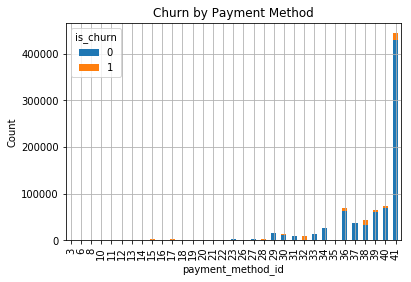 Churn by Payment Method
is_churn
0
1
400000
300000
200000
100000
0
Count
3 6 8 10 11 12 13 14 15 16 17 18 19 20 21 22 23 26 27 28 29 30 31 32 33 34 35 36 37 38 39 40 41
payment_method_id